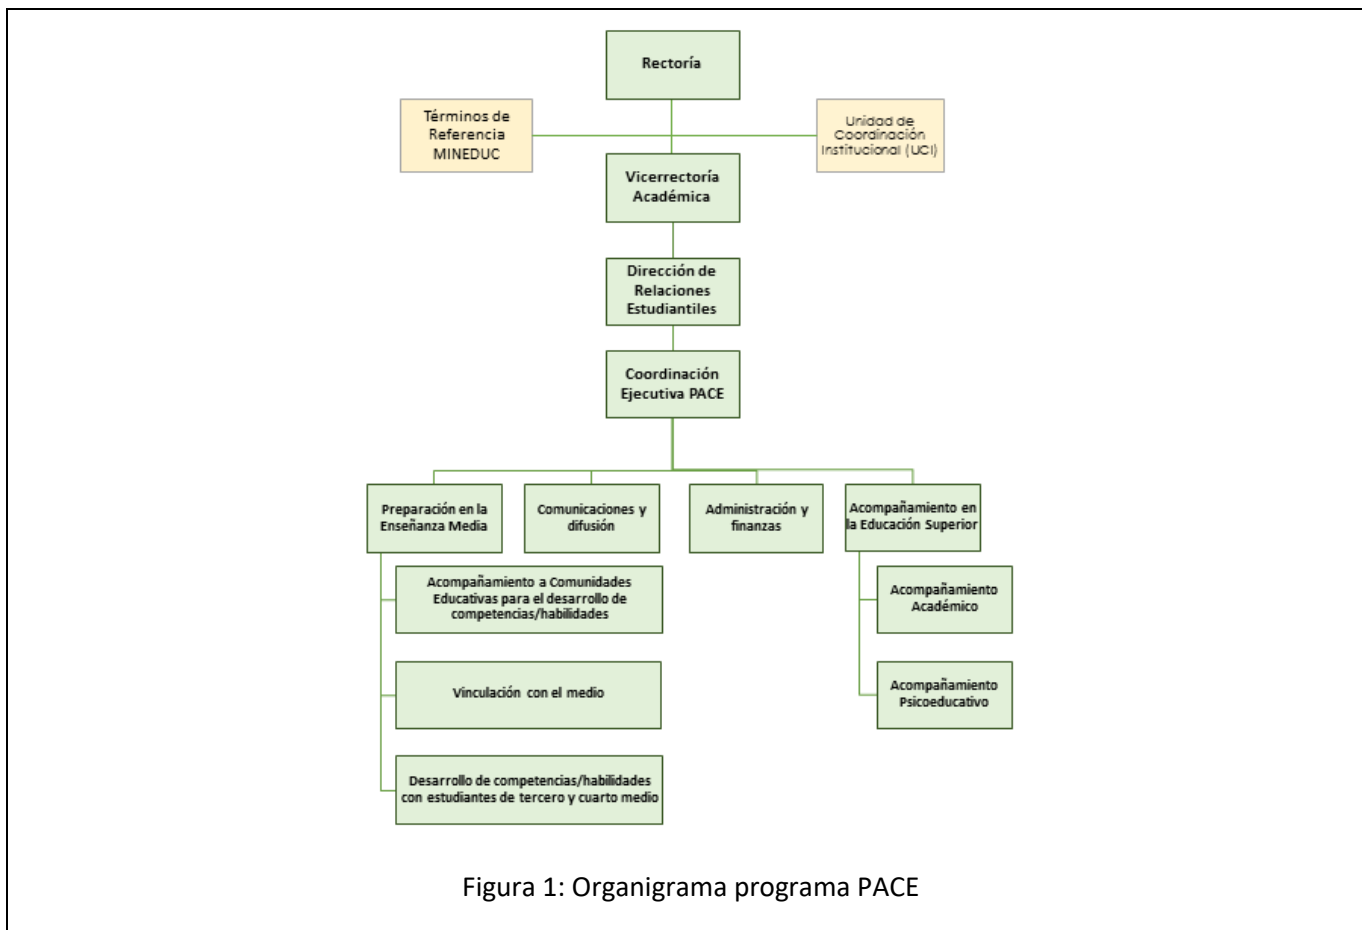 Rectoría
Términos de
Referencia
MINEDUC
Unidad de
Coordinación
Institucional (UCI)
Vicerrectoría
Académica
Dirección de
Relaciones
Estudiantiles
Coordinación
Ejecutiva PACE
Preparación en la
Enseñanza Media
Comunicaciones y
difusión
Administración y
finanzas
Acompañamiento en
la Educación Superior
Acompañamiento a Comunidades
Educativas para el desarrollo de
competencias/habilidades
Vinculación con el medio
Desarrollo de competencias/habilidades
con estudiantes de tercero y cuarto medio
Acompañamiento
Académico
Acompañamiento
Psicoeducativo
Figura 1: Organigrama programa PACE